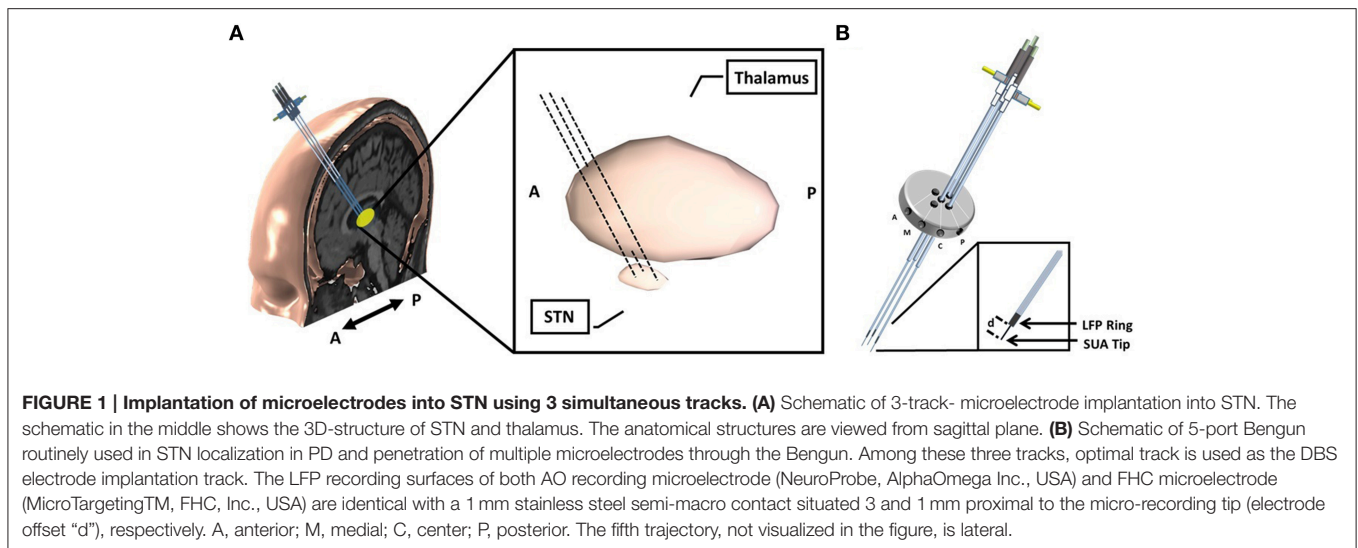 A
B
Thalamus
A
P
STN
P
A
A
M
C
P
d
LFP Ring
SUA Tip
FIGURE 1 | Implantation of microelectrodes into STN using 3 simultaneous tracks. (A) Schematic of 3-track- microelectrode implantation into STN. The
schematic in the middle shows the 3D-structure of STN and thalamus. The anatomical structures are viewed from sagittal plane. (B) Schematic of 5-port Bengun
routinely used in STN localization in PD and penetration of multiple microelectrodes through the Bengun. Among these three tracks, optimal track is used as the DBS
electrode implantation track. The LFP recording surfaces of both AO recording microelectrode (NeuroProbe, AlphaOmega Inc., USA) and FHC microelectrode
(MicroTargetingTM, FHC, Inc., USA) are identical with a 1 mm stainless steel semi-macro contact situated 3 and 1 mm proximal to the micro-recording tip (electrode
offset “d”), respectively. A, anterior; M, medial; C, center; P, posterior. The fifth trajectory, not visualized in the figure, is lateral.